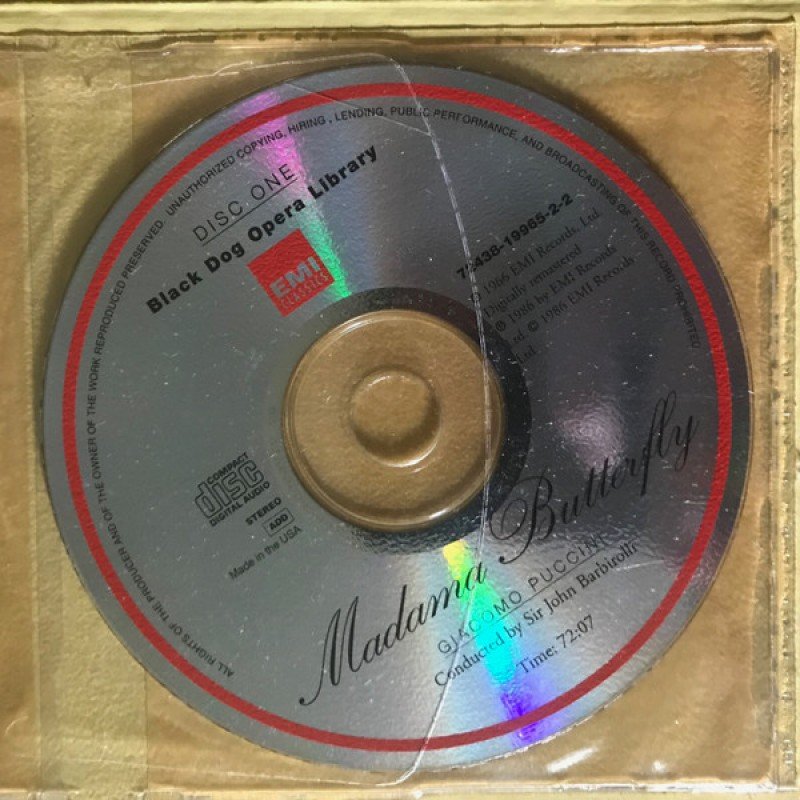 ALL RIGHTS OF THE PRODUCER AND OF THE OWNER OF THE WORK REPRODUCED PRESERVED. UNAUTHORIZED COPYING, HIRING, LENDING, PUBLIC PERFORMANCE, AND BROADCASTING OF THIS RECORD PROHIBITED
DISC ONE
Black Dog Opera Library
EMI
CLASSICS
7438-19965-2-2
℗ 1966 EMI Records. Ltd.
Digitally remastered
℗ 1986 by EMI Records
Ltd. © 1986 EMI Records
Ltd.
COMPACT
disc
DIGITAL AUDIO
STEREO
ADD
Made in the USA
Madama Butterfly
GIACOMO PUCCINI
Conducted by Sir John Barbirolli
Time: 72:07